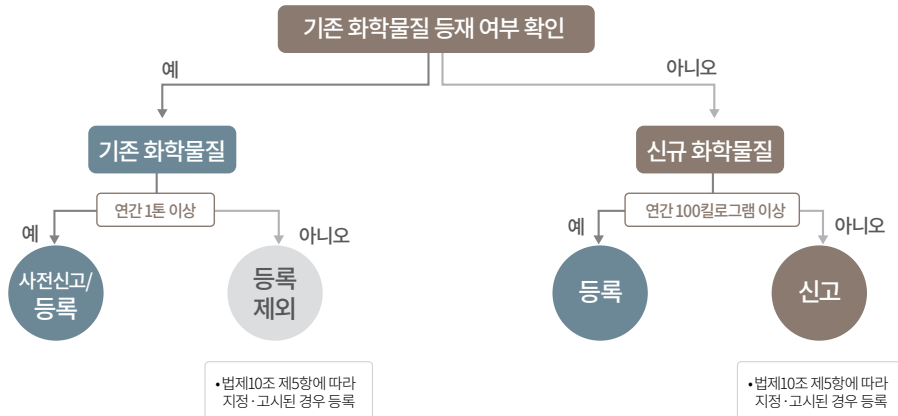 기존 화학물질 등재 여부 확인
예
아니오
기존 화학물질
신규 화학물질
연간 1톤 이상
연간 100킬로그램 이상
예
아니오
예
아니오
사전신고/
등록
등록
제외
등록
신고
•법제10조 제5항에 따라
지정·고시된 경우 등록
•법제10조 제5항에 따라
지정·고시된 경우 등록